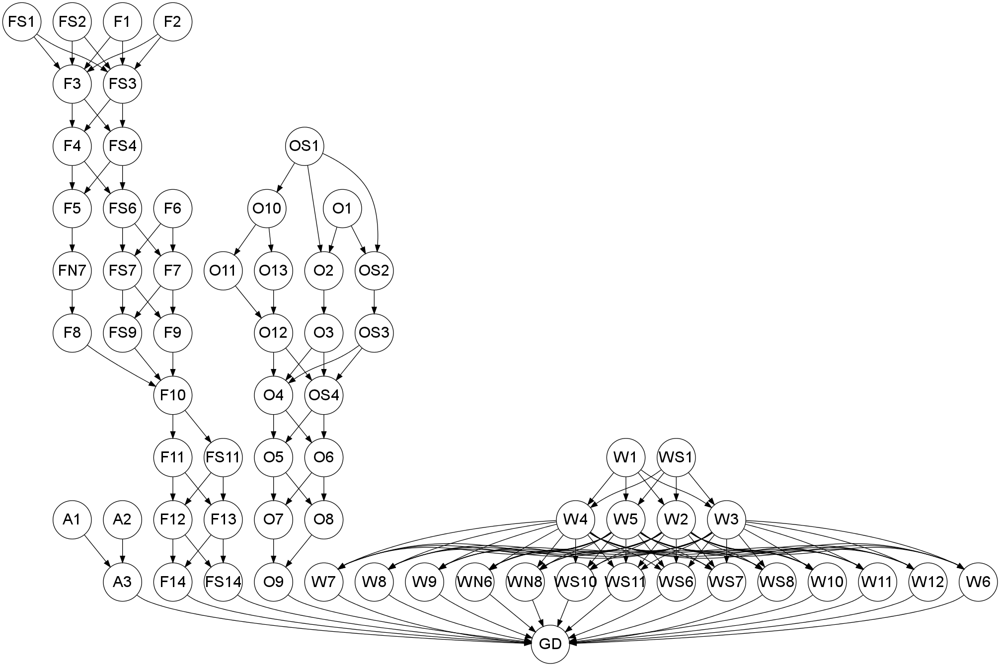 FS1 FS2 F1 F2
F3 FS3
F4 FS4 OS1
F5 FS6 F6 O10 O1
FN7 FS7 F7 O11 O13 O2 OS2
F8 FS9 F9 O12 O3 OS3
F10 O4 OS4
F11 FS11 O5 O6 W1 WS1
A1 A2 F12 F13 O7 O8 W4 W5 W2 W3
A3 F14 FS14 O9 W7 W8 W9 WN6 WN8 WS10 WS11 WS6 WS7 WS8 W10 W11 W12 W6
GD